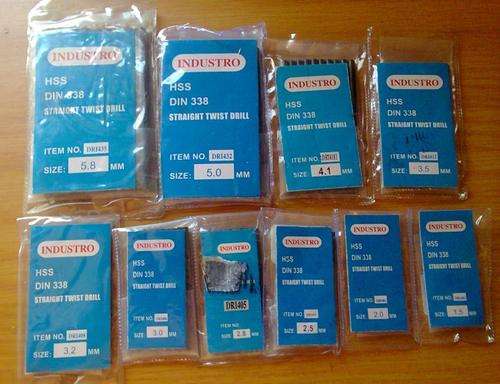 INDUSTRO
HSS
DIN 338
STRAIGHT TWIST DRILL
ITEM NO. DRI435
SIZE: 5.8 MM
INDUSTRO
HSS
DIN 338
STRAIGHT TWIST DRILL
ITEM NO. DRI432
SIZE: 5.0 MM
INDUSTRO
HSS
DIN 338
STRAIGHT TWIST DRILL
ITEM NO.
SIZE: 4.1 MM
INDUSTRO
HSS
DIN 338
STRAIGHT TWIST DRILL
ITEM NO.
SIZE: 3.5 MM
INDUSTRO
HSS
DIN 338
STRAIGHT TWIST DRILL
ITEM NO.
SIZE: 3.2 MM
INDUSTRO
HSS
DIN 338
STRAIGHT TWIST DRILL
ITEM NO.
SIZE: 3.0 MM
INDUSTRO
DRI405
ITEM NO.
SIZE: MM
INDUSTRO
HSS
DIN 338
STRAIGHT TWIST DRILL
ITEM NO.
SIZE: 2.5 MM
INDUSTRO
HSS
DIN 338
STRAIGHT TWIST DRILL
ITEM NO.
SIZE: 2.0 MM
INDUSTRO
HSS
DIN 338
STRAIGHT TWIST DRILL
ITEM NO.
SIZE: 1.5 MM